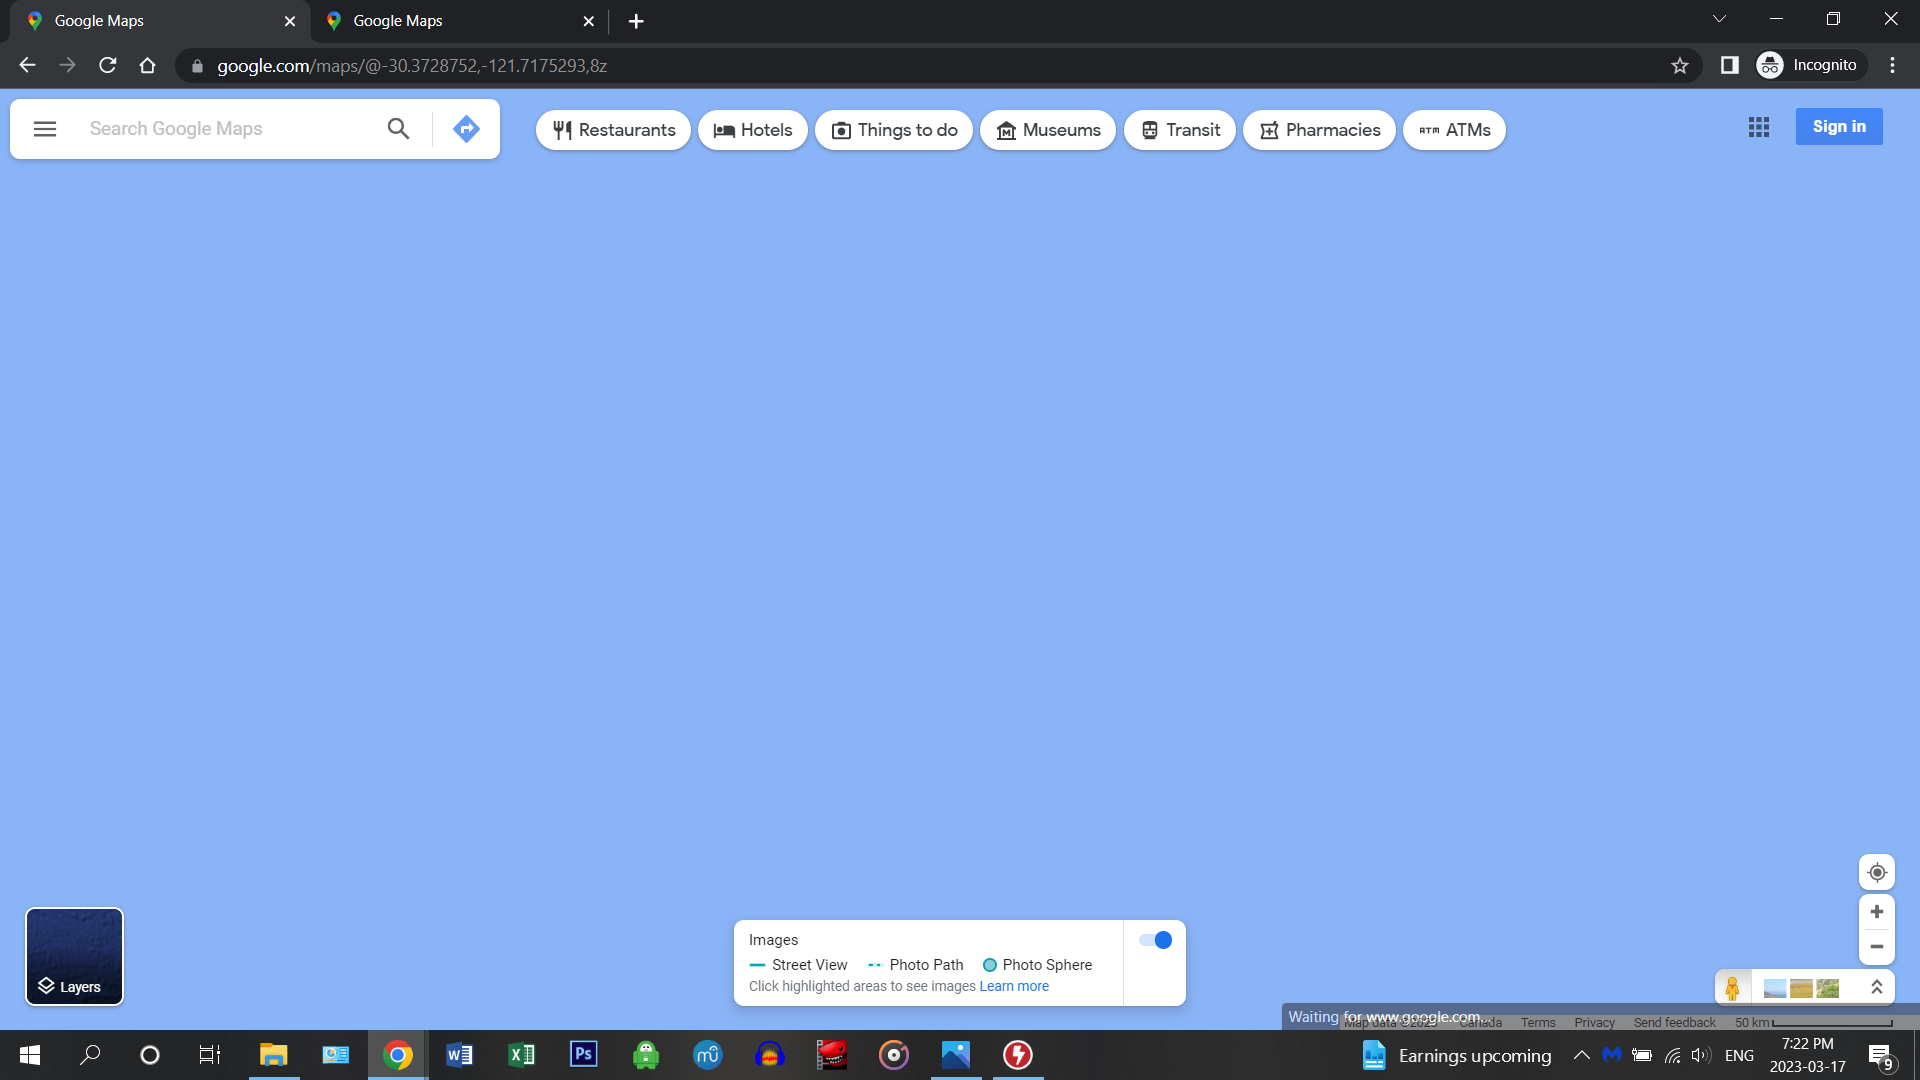 Google Maps
Google Maps
google.com/maps/@-30.3728752,-121.7175293,8z
Incognito
Search Google Maps
Restaurants
Hotels
Things to do
Museums
Transit
Pharmacies
ATM ATMs
Sign in
Layers
Images
Street View
Photo Path
Photo Sphere
Click highlighted areas to see images Learn more
Waiting for www.google.com...
Map data ©2023 Canada Terms Privacy Send feedback 50 km
Ps
Earnings upcoming
ENG
7:22 PM
2023-03-17
9